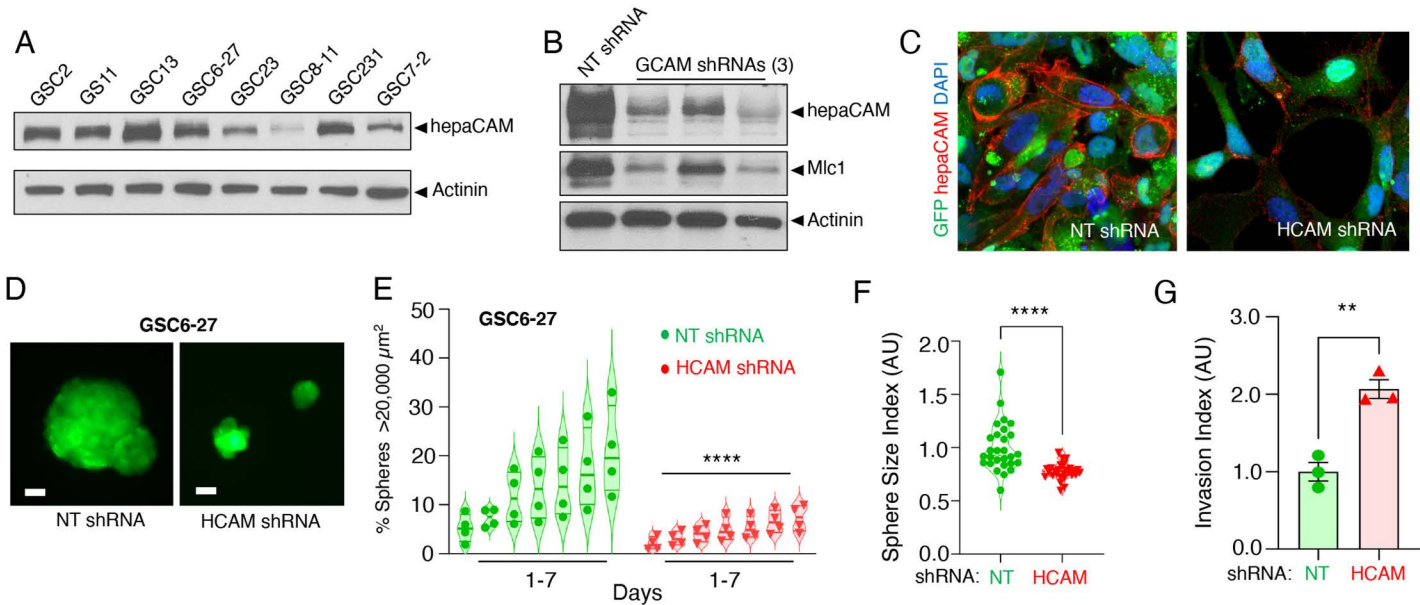 A
GSC2
GS11
GSC13
GSC6-27
GSC23
GSC8-11
GSC231
GSC7-2
hepaCAM
Actinin
B
NT shRNA
GCAM shRNAs (3)
hepaCAM
Mlc1
Actinin
C
GFP hepaCAM DAPI
NT shRNA
HCAM shRNA
D
GSC6-27
NT shRNA
HCAM shRNA
E
GSC6-27
NT shRNA
HCAM shRNA
% Spheres >20,000 µm²
50
40
30
20
10
0
****
1-7
1-7
Days
F
Sphere Size Index (AU)
2.0
1.5
1.0
0.5
0.0
****
shRNA: NT HCAM
G
Invasion Index (AU)
3.0
2.0
1.0
0.0
**
shRNA: NT HCAM